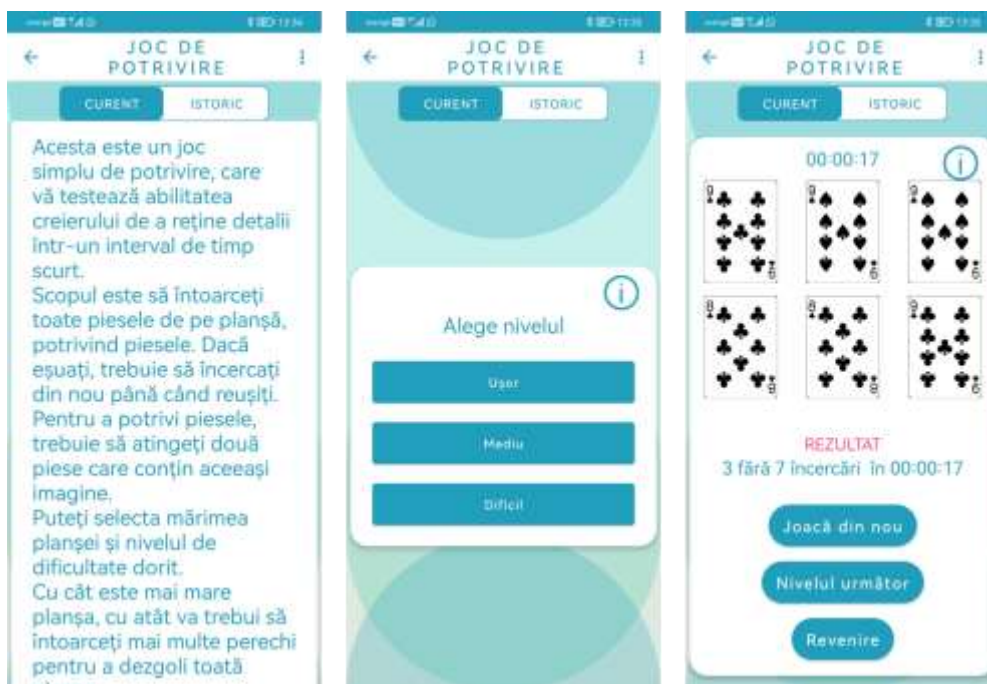 JOC DE
POTRIVIRE
CURENT ISTORIC
Acesta este un joc
simplu de potrivire, care
vă testează abilitatea
creierului de a reține detalii
într-un interval de timp
scurt.
Scopul este să întoarceți
toate piesele de pe planșă,
potrivind piesele. Dacă
eșuați, trebuie să încercați
din nou până când reușiți.
Pentru a potrivi piesele,
trebuie să atingeți două
piese care conțin aceeași
imagine.
Puteți selecta mărimea
planșei și nivelul de
dificultate dorit.
Cu cât este mai mare
planșa, cu atât va trebui să
întoarceți mai multe perechi
pentru a dezgoli toată
JOC DE
POTRIVIRE
CURENT ISTORIC
Alege nivelul
Ușor
Mediu
Dificil
JOC DE
POTRIVIRE
CURENT ISTORIC
00:00:17
9 9 9
8 8 9
REZULTAT
3 fără 7 încercări în 00:00:17
Joacă din nou
Nivelul următor
Revenire